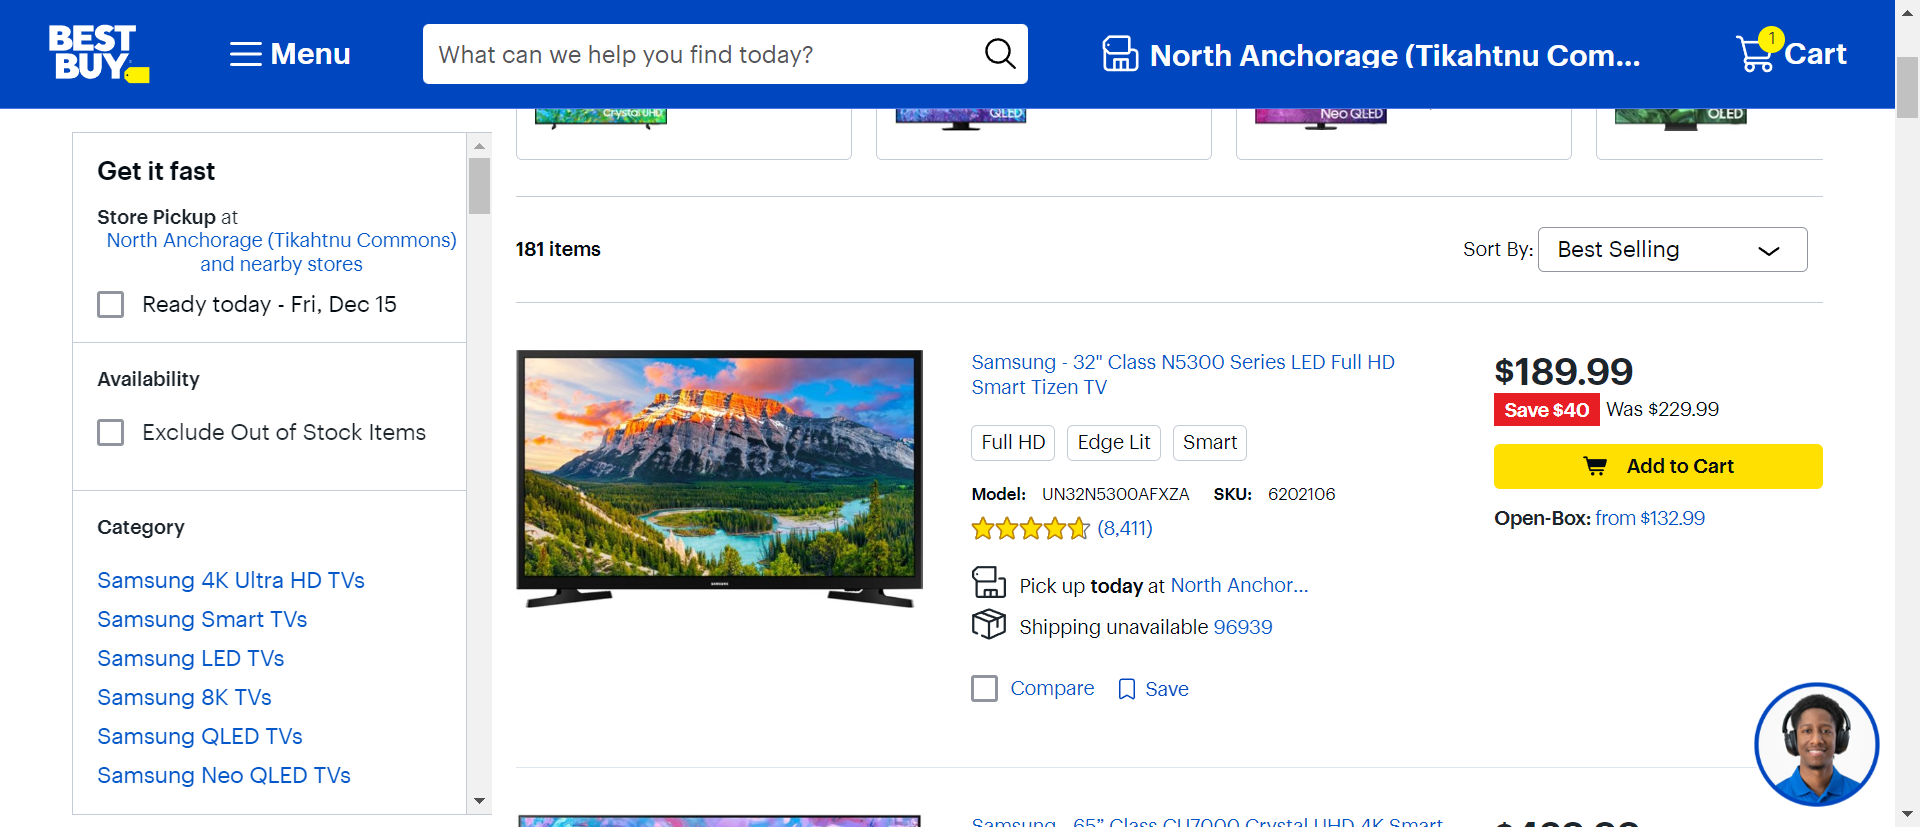 BEST
BUY
Menu
What can we help you find today?
North Anchorage (Tikahtnu Com...
1
Cart
Crystal UHD
QLED
Neo QLED
OLED
Get it fast
Store Pickup at
North Anchorage (Tikahtnu Commons)
and nearby stores
Ready today - Fri, Dec 15
Availability
Exclude Out of Stock Items
Category
Samsung 4K Ultra HD TVs
Samsung Smart TVs
Samsung LED TVs
Samsung 8K TVs
Samsung QLED TVs
Samsung Neo QLED TVs
181 items
Sort By:
Best Selling
SAMSUNG
Samsung - 32" Class N5300 Series LED Full HD
Smart Tizen TV
Full HD
Edge Lit
Smart
Model: UN32N5300AFXZA SKU: 6202106
(8,411)
Pick up today at North Anchor...
Shipping unavailable 96939
Compare
Save
$189.99
Save $40
Was $229.99
Add to Cart
Open-Box: from $132.99
Samsung - 65” Class CU7000 Crystal UHD 4K Smart